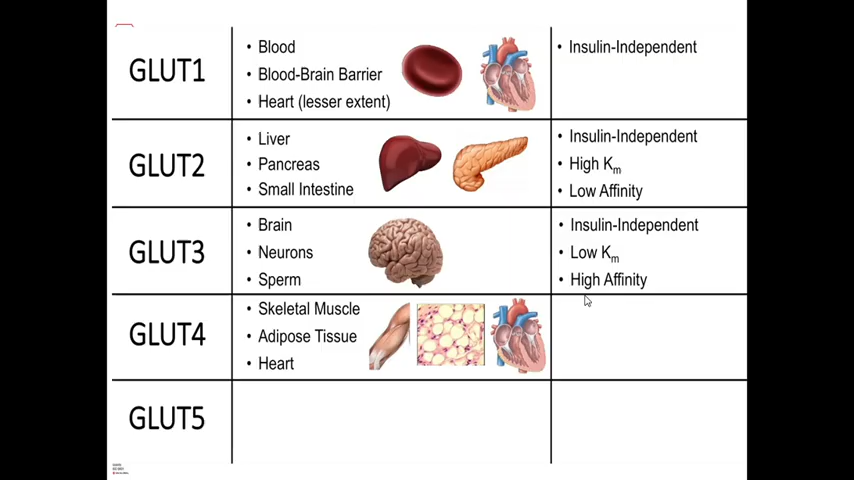 GLUT1
• Blood
• Blood-Brain Barrier
• Heart (lesser extent)
• Insulin-Independent
GLUT2
• Liver
• Pancreas
• Small Intestine
• Insulin-Independent
• High Km
• Low Affinity
GLUT3
• Brain
• Neurons
• Sperm
• Insulin-Independent
• Low Km
• High Affinity
GLUT4
• Skeletal Muscle
• Adipose Tissue
• Heart
GLUT5